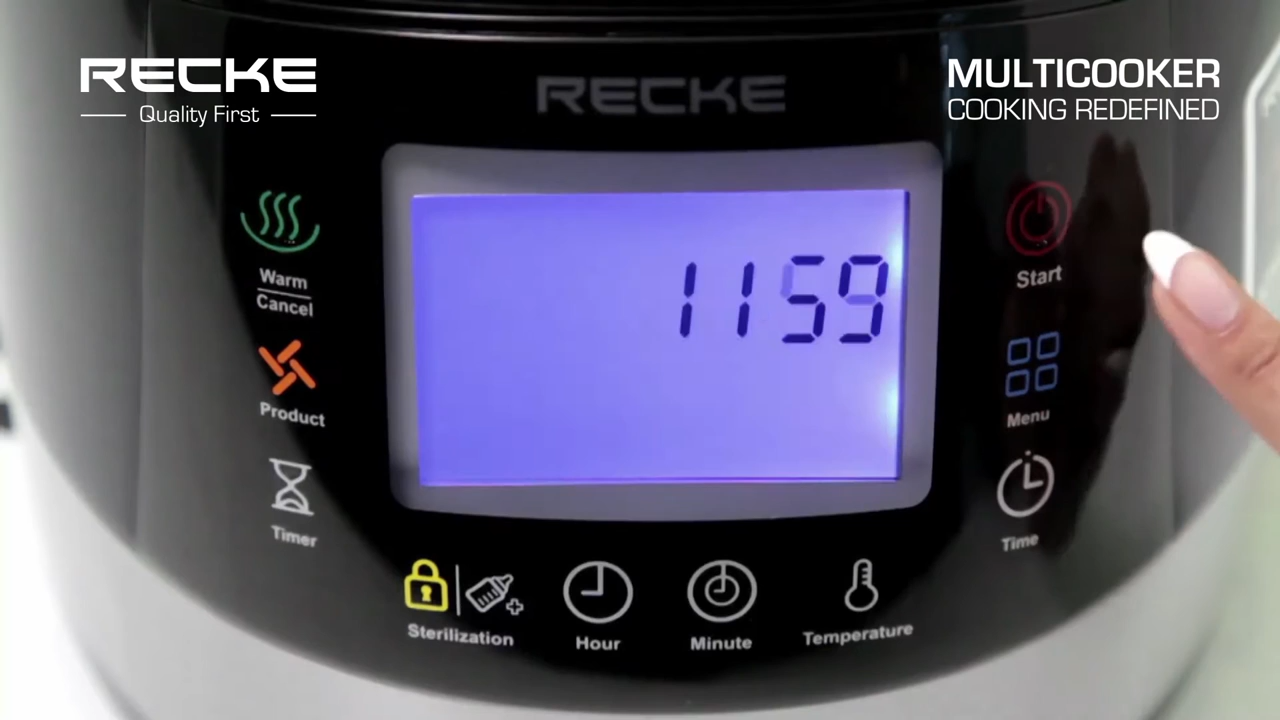 RECKE
Quality First
MULTICOOKER
COOKING REDEFINED
RECKE
1159
Warm
Cancel
Product
Timer
Start
Menu
Time
Sterilization
Hour
Minute
Temperature